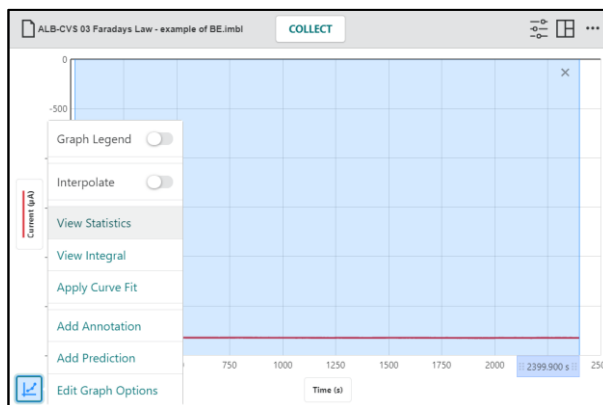 ALB-CVS 03 Faradays Law - example of BE.imbl
COLLECT
0
-500
Graph Legend
Interpolate
View Statistics
View Integral
Apply Curve Fit
Add Annotation
Add Prediction
Edit Graph Options
Current (µA)
750
1000
1250
1500
1750
2000
2399.900 s
250
Time (s)